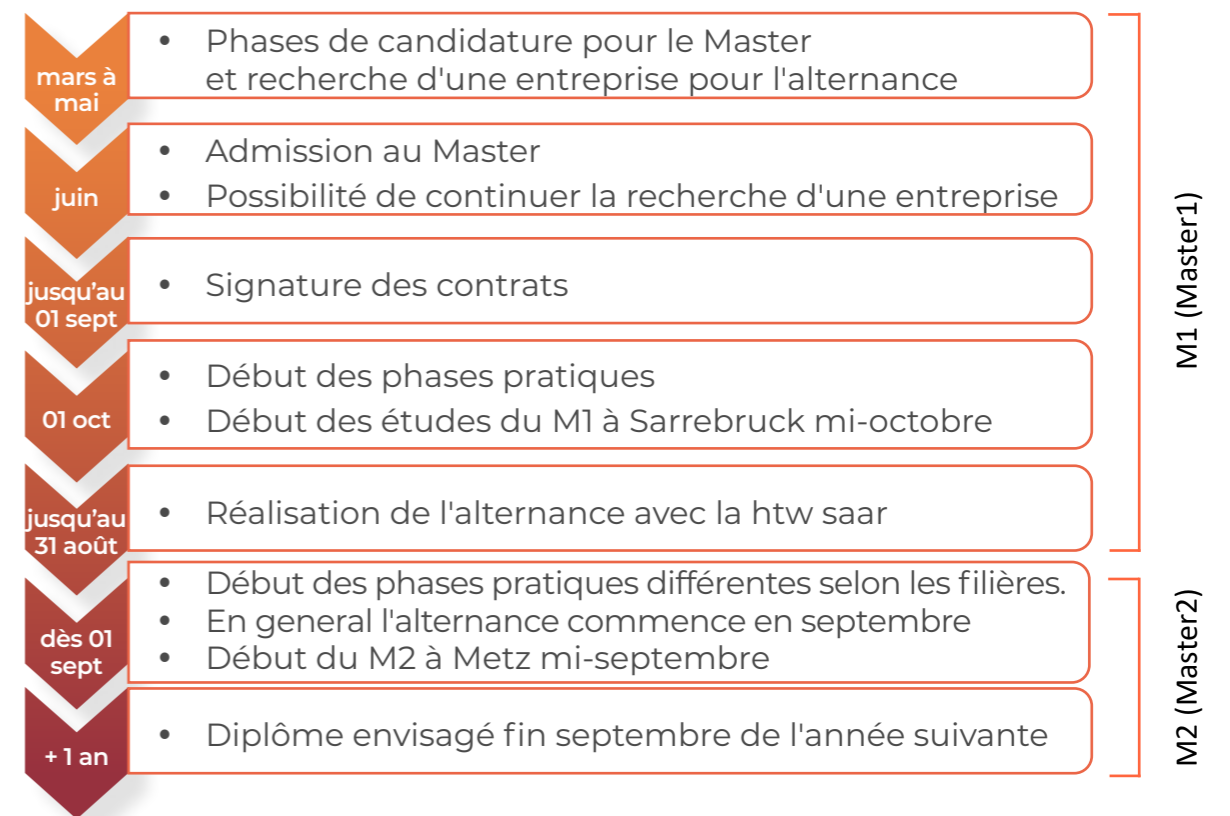 mars à
mai
• Phases de candidature pour le Master
et recherche d'une entreprise pour l'alternance
juin
• Admission au Master
• Possibilité de continuer la recherche d'une entreprise
jusqu'au
01 sept
• Signature des contrats
01 oct
• Début des phases pratiques
• Début des études du M1 à Sarrebruck mi-octobre
jusqu'au
31 août
• Réalisation de l'alternance avec la htw saar
M1 (Master1)
dès 01
sept
• Début des phases pratiques différentes selon les filières.
• En general l'alternance commence en septembre
• Début du M2 à Metz mi-septembre
+ 1 an
• Diplôme envisagé fin septembre de l'année suivante
M2 (Master2)